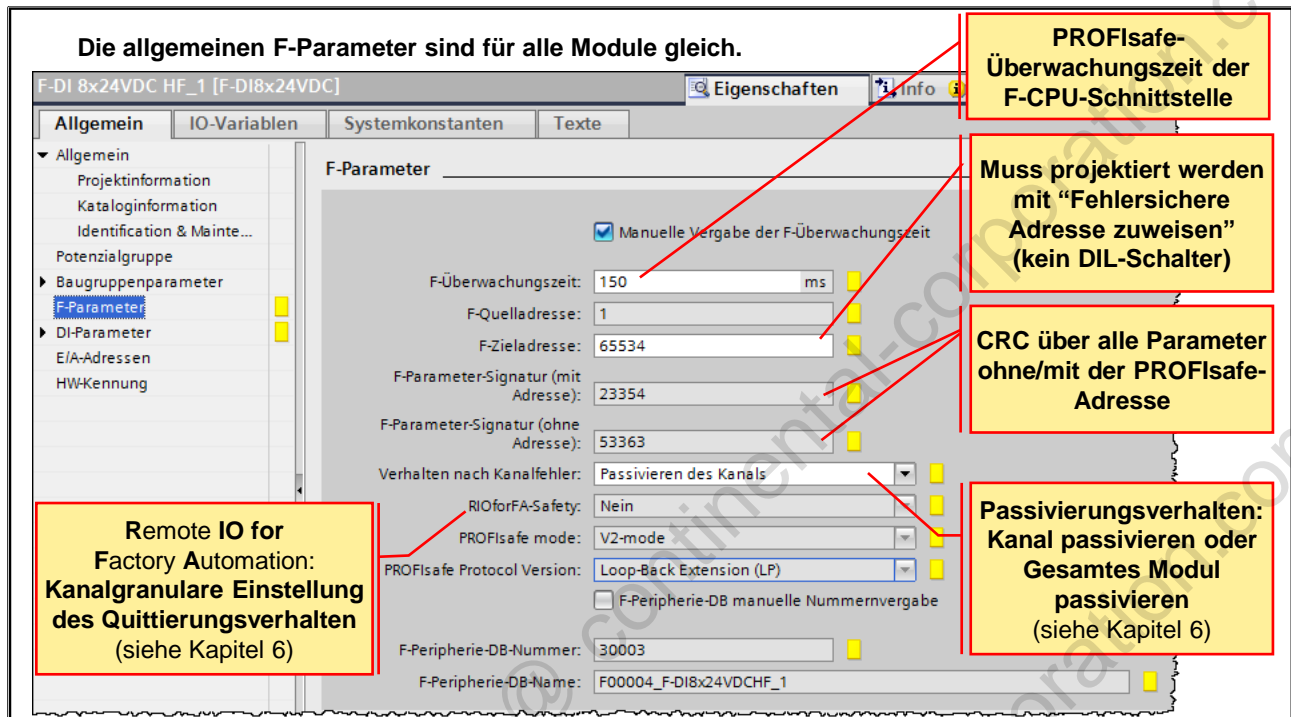 Die allgemeinen F-Parameter sind für alle Module gleich.
F-DI 8x24VDC HF_1 [F-DI8x24VDC]
Eigenschaften
Info
Allgemein
IO-Variablen
Systemkonstanten
Texte
Allgemein
Projektinformation
Kataloginformation
Identification & Mainte...
Potenzialgruppe
Baugruppenparameter
F-Parameter
DI-Parameter
E/A-Adressen
HW-Kennung
F-Parameter
Manuelle Vergabe der F-Überwachungszeit
F-Überwachungszeit: 150 ms
F-Quelladresse: 1
F-Zieladresse: 65534
F-Parameter-Signatur (mit
Adresse): 23354
F-Parameter-Signatur (ohne
Adresse): 53363
Verhalten nach Kanalfehler: Passivieren des Kanals
RIOforFA-Safety: Nein
PROFIsafe mode: V2-mode
PROFIsafe Protocol Version: Loop-Back Extension (LP)
F-Peripherie-DB manuelle Nummernvergabe
F-Peripherie-DB-Nummer: 30003
F-Peripherie-DB-Name: F00004_F-DI8x24VDCHF_1
PROFIsafe-
Überwachungszeit der
F-CPU-Schnittstelle
Muss projektiert werden
mit “Fehlersichere
Adresse zuweisen”
(kein DIL-Schalter)
CRC über alle Parameter
ohne/mit der PROFIsafe-
Adresse
Passivierungsverhalten:
Kanal passivieren oder
Gesamtes Modul
passivieren
(siehe Kapitel 6)
Remote IO for
Factory Automation:
Kanalgranulare Einstellung
des Quittierungsverhalten
(siehe Kapitel 6)
@ continental-corporation.co
oration.com